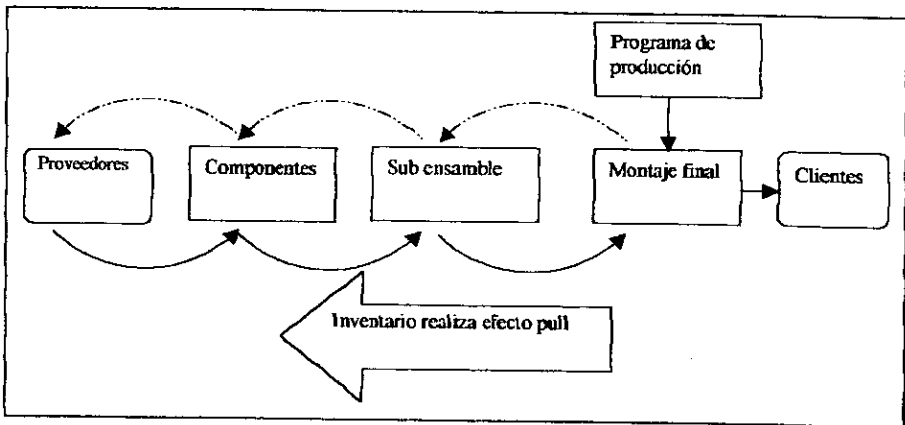 Programa de
producción
Proveedores
Componentes
Sub ensamble
Montaje final
Clientes
Inventario realiza efecto pull